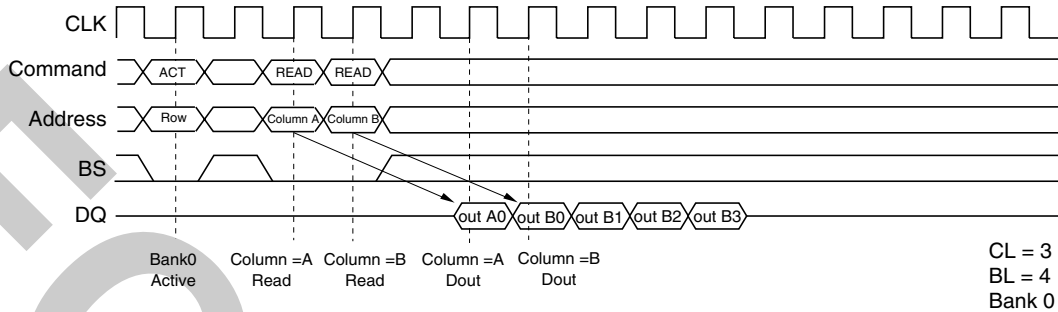 CLK
Command ACT READ READ
Address Row Column A Column B
BS
DQ out A0 out B0 out B1 out B2 out B3
Bank0 Column =A Column =B Column =A Column =B
Active Read Read Dout Dout
CL = 3
BL = 4
Bank 0